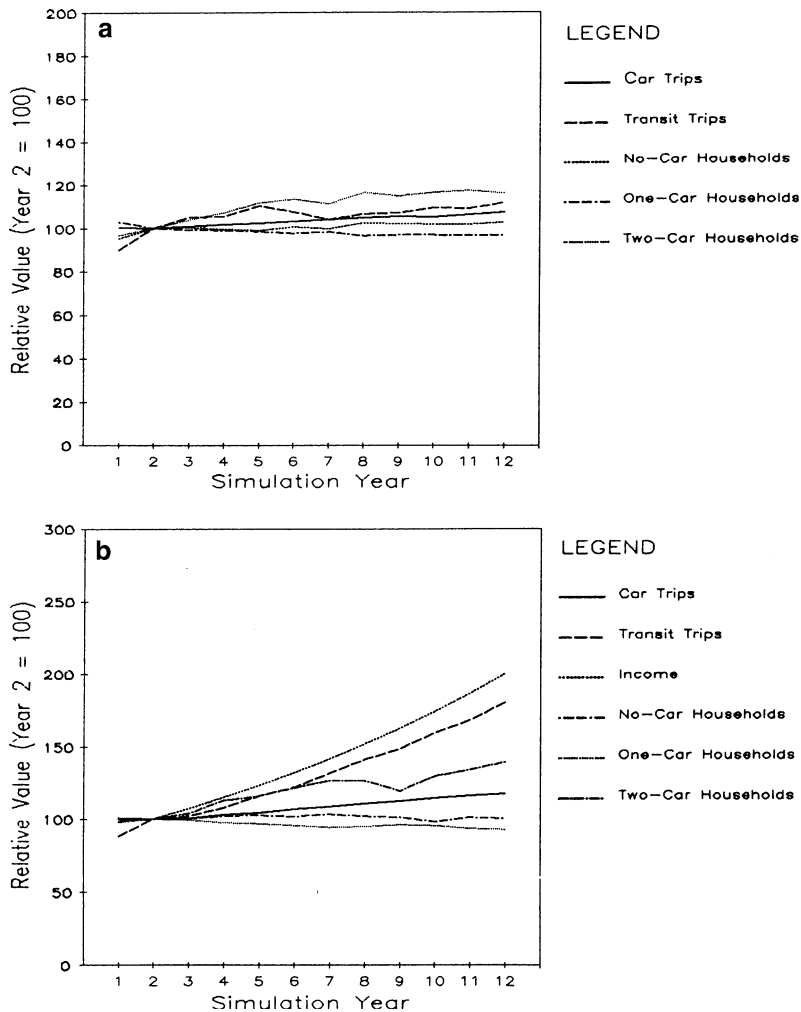 a
Relative Value (Year 2 = 100)
200
180
160
140
120
100
80
60
40
20
0
1 2 3 4 5 6 7 8 9 10 11 12
Simulation Year
LEGEND
Car Trips
Transit Trips
No-Car Households
One-Car Households
Two-Car Households
b
Relative Value (Year 2 = 100)
300
250
200
150
100
50
0
1 2 3 4 5 6 7 8 9 10 11 12
Simulation Year
LEGEND
Car Trips
Transit Trips
Income
No-Car Households
One-Car Households
Two-Car Households